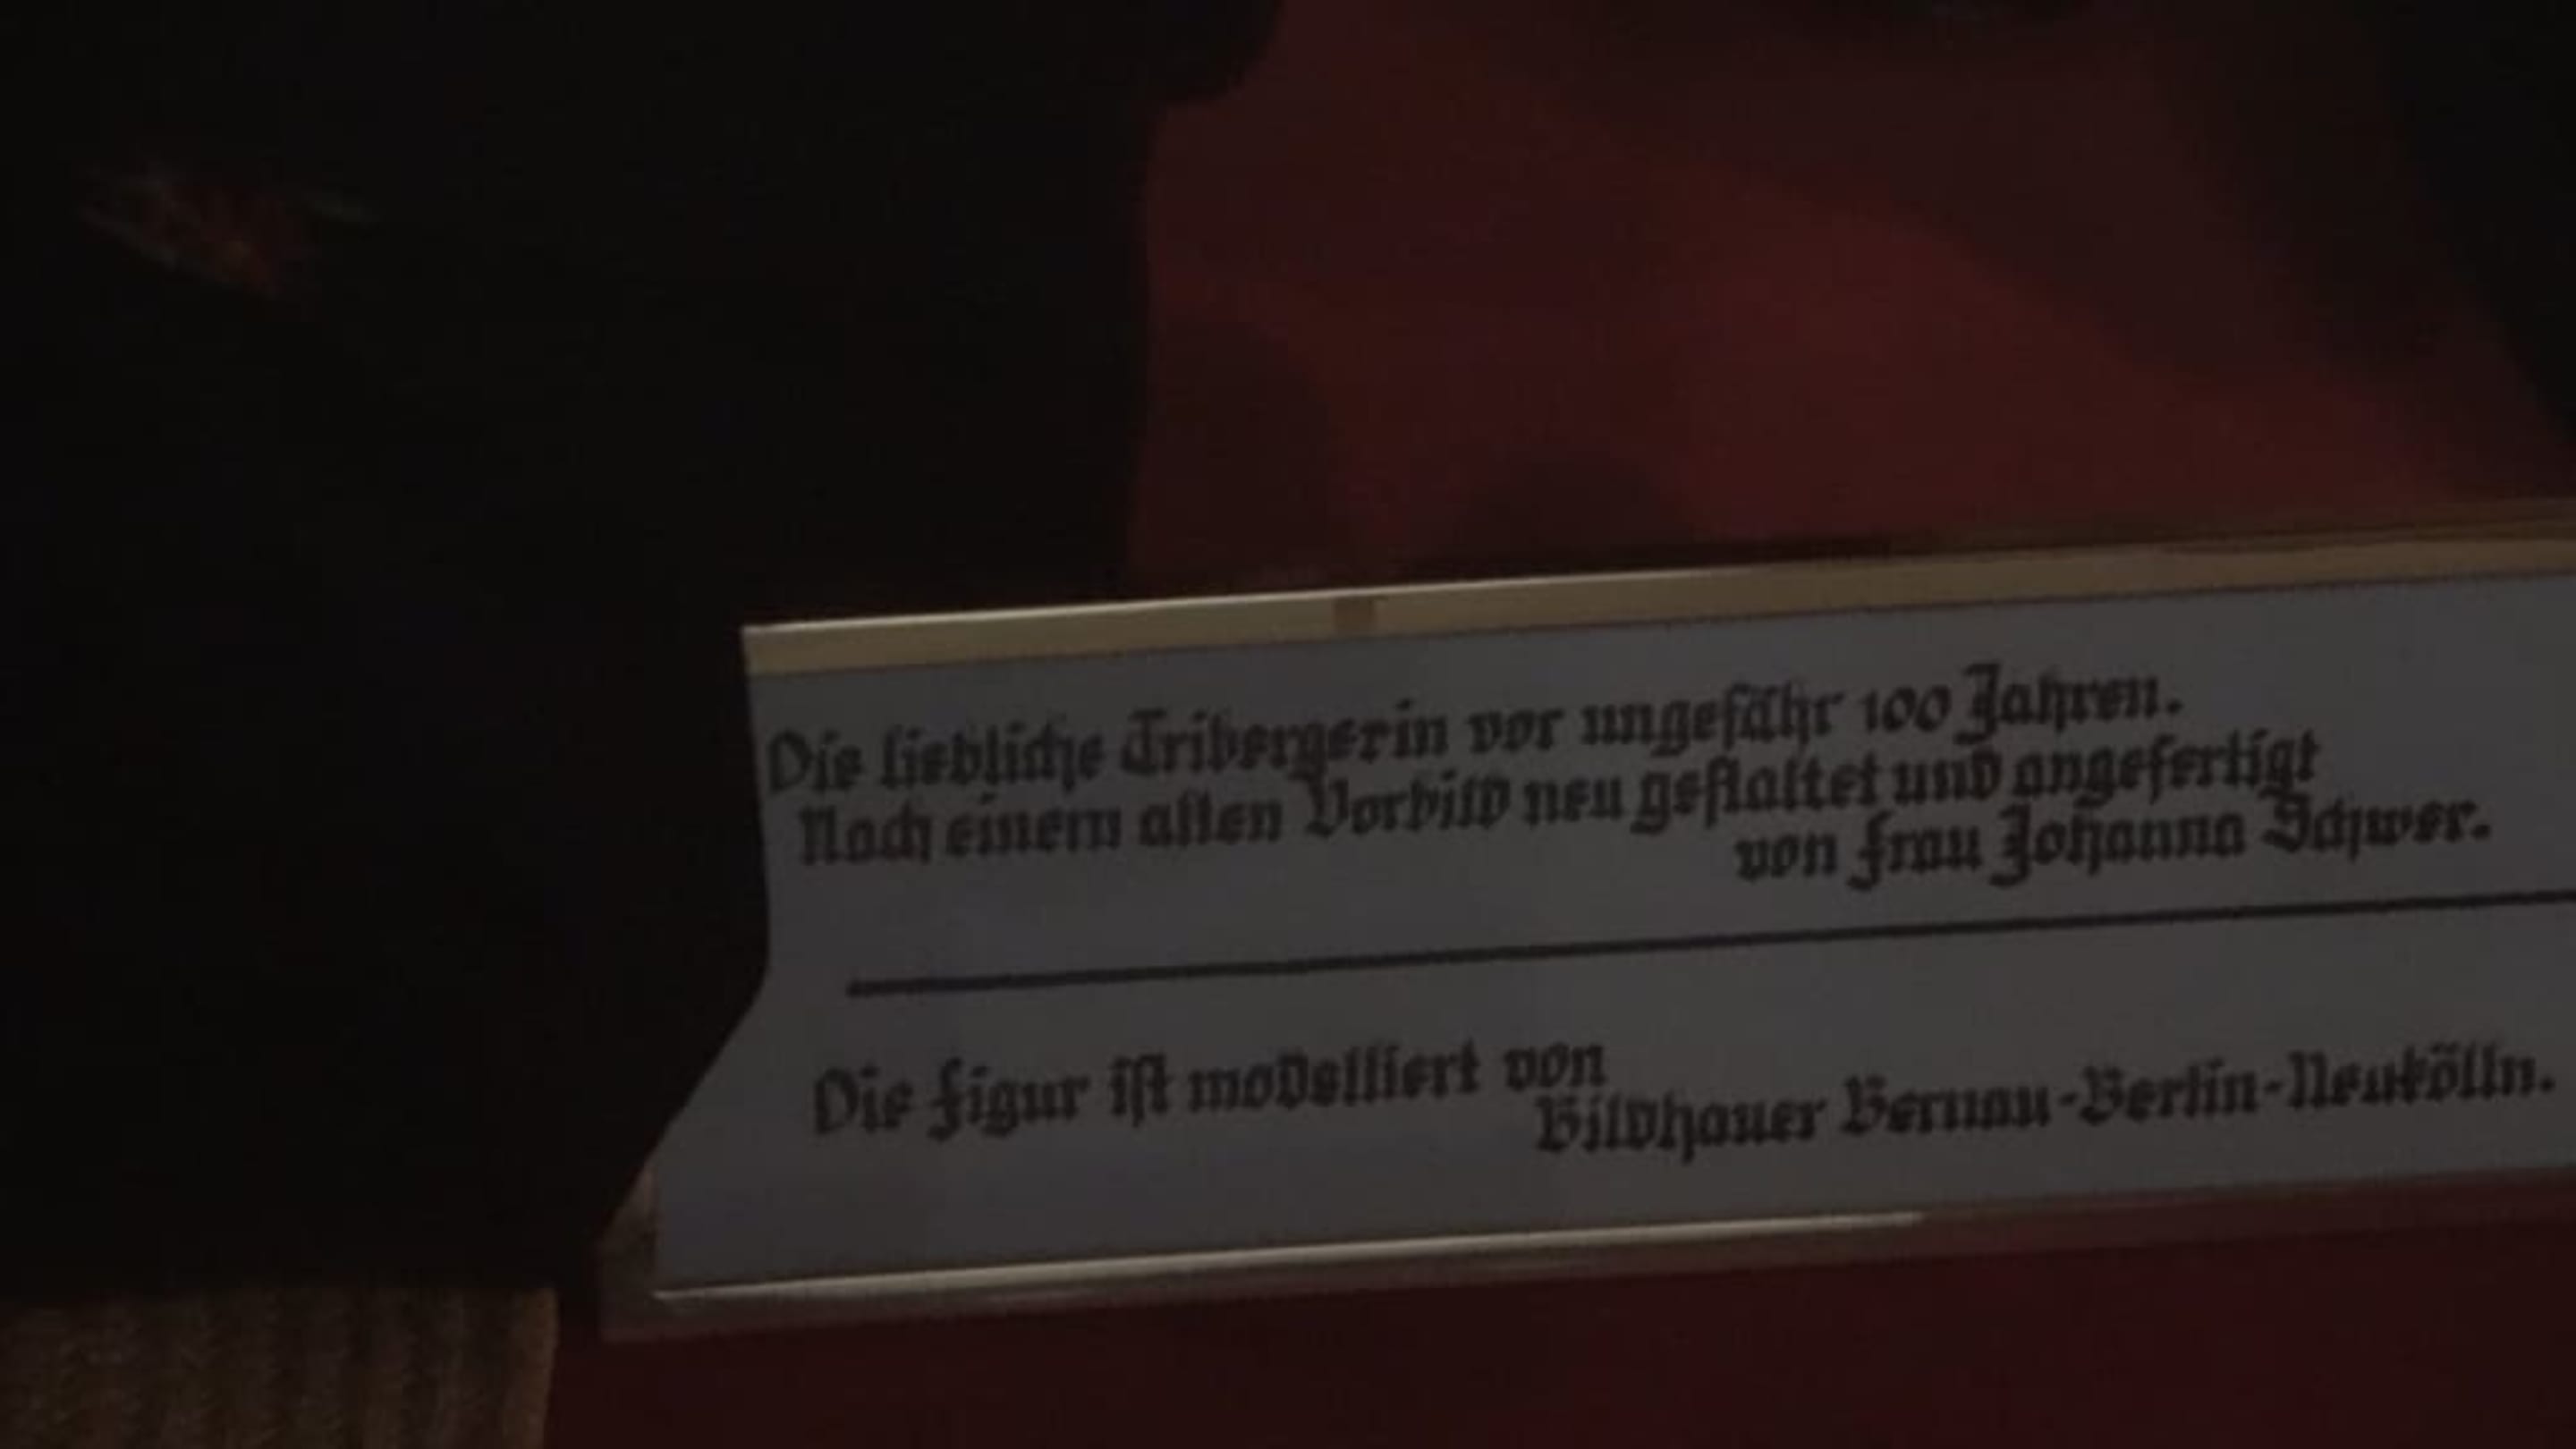 Die liebliche Tribergerin vor ungefähr 100 Jahren.
Nach einem alten Vorbild neu gestaltet und angefertigt
von Frau Johanna Schwer.
Die Figur ist modelliert von
Bildhauer Bernau-Berlin-Neukölln.